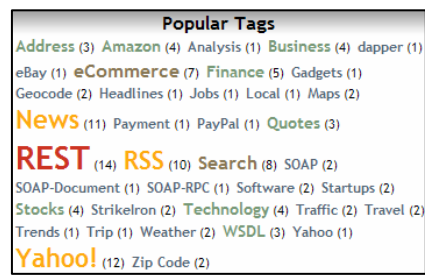 Popular Tags
Address (3) Amazon (4) Analysis (1) Business (4) dapper (1)
eBay (1) eCommerce (7) Finance (5) Gadgets (1)
Geocode (2) Headlines (1) Jobs (1) Local (1) Maps (2)
News (11) Payment (1) PayPal (1) Quotes (3)
REST (14) RSS (10) Search (8) SOAP (2)
SOAP-Document (1) SOAP-RPC (1) Software (2) Startups (2)
Stocks (4) StrikeIron (2) Technology (4) Traffic (2) Travel (2)
Trends (1) Trip (1) Weather (2) WSDL (3) Yahoo (1)
Yahoo! (12) Zip Code (2)